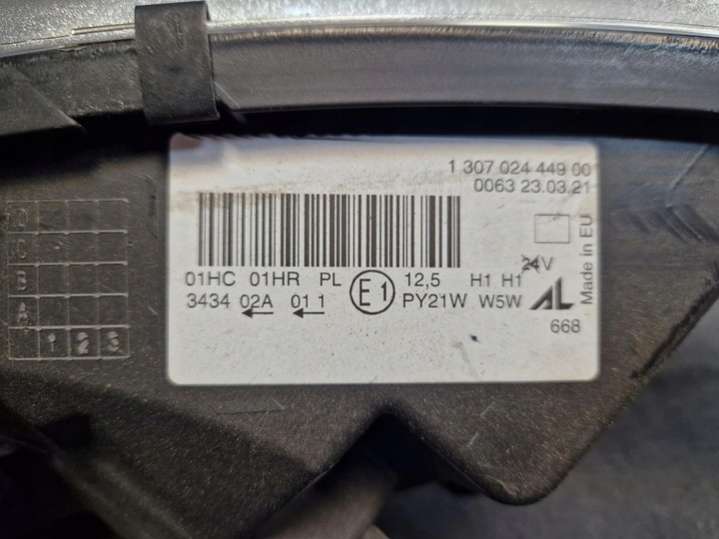 1 307 024 449 00
0063 23.03.21
01HC 01HR PL E1 12,5 H1 H1 24V
3434 02A 01 1 PY21W W5W AL
668
Made in EU
D
C
B
A
1 2 3